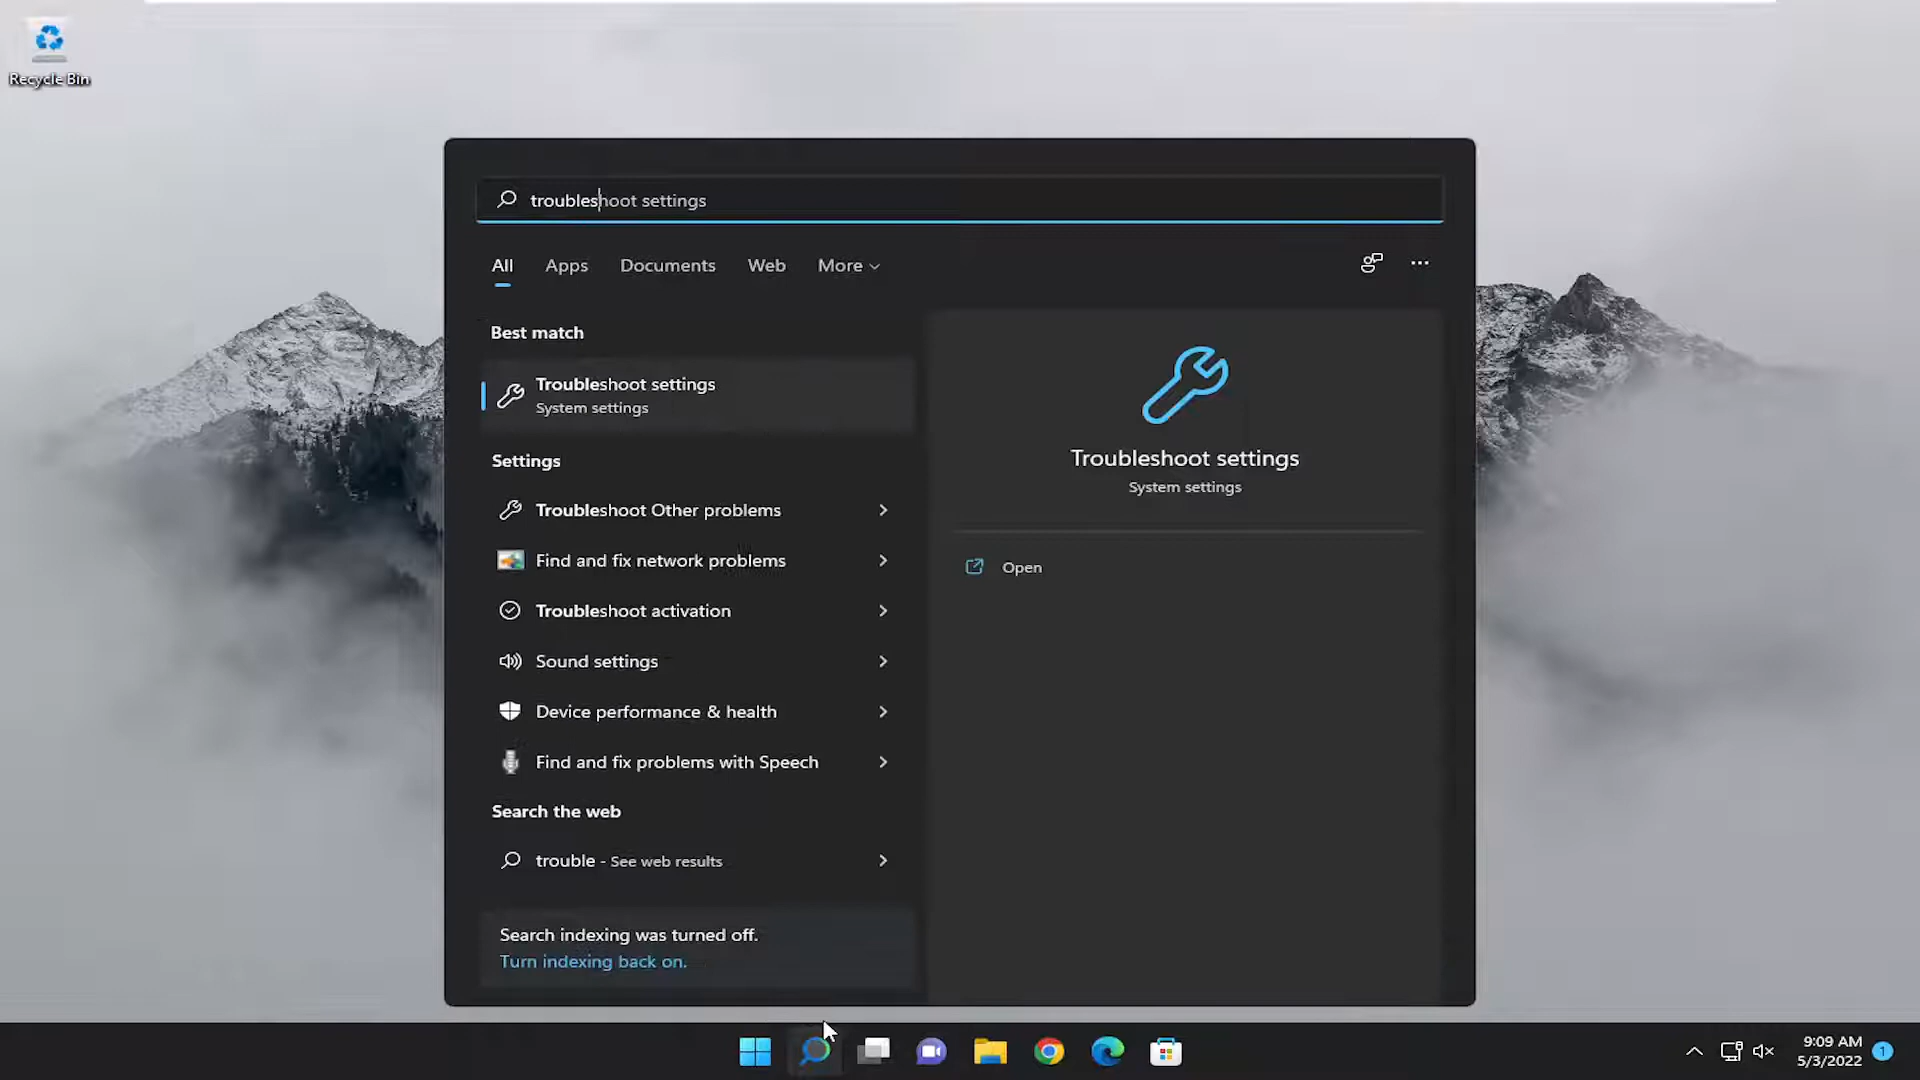 Recycle Bin
troubleshoot settings
All Apps Documents Web More
Best match
Troubleshoot settings
System settings
Settings
Troubleshoot Other problems
Find and fix network problems
Troubleshoot activation
Sound settings
Device performance & health
Find and fix problems with Speech
Search the web
trouble - See web results
Search indexing was turned off.
Turn indexing back on.
Troubleshoot settings
System settings
Open
9:09 AM
5/3/2022
1